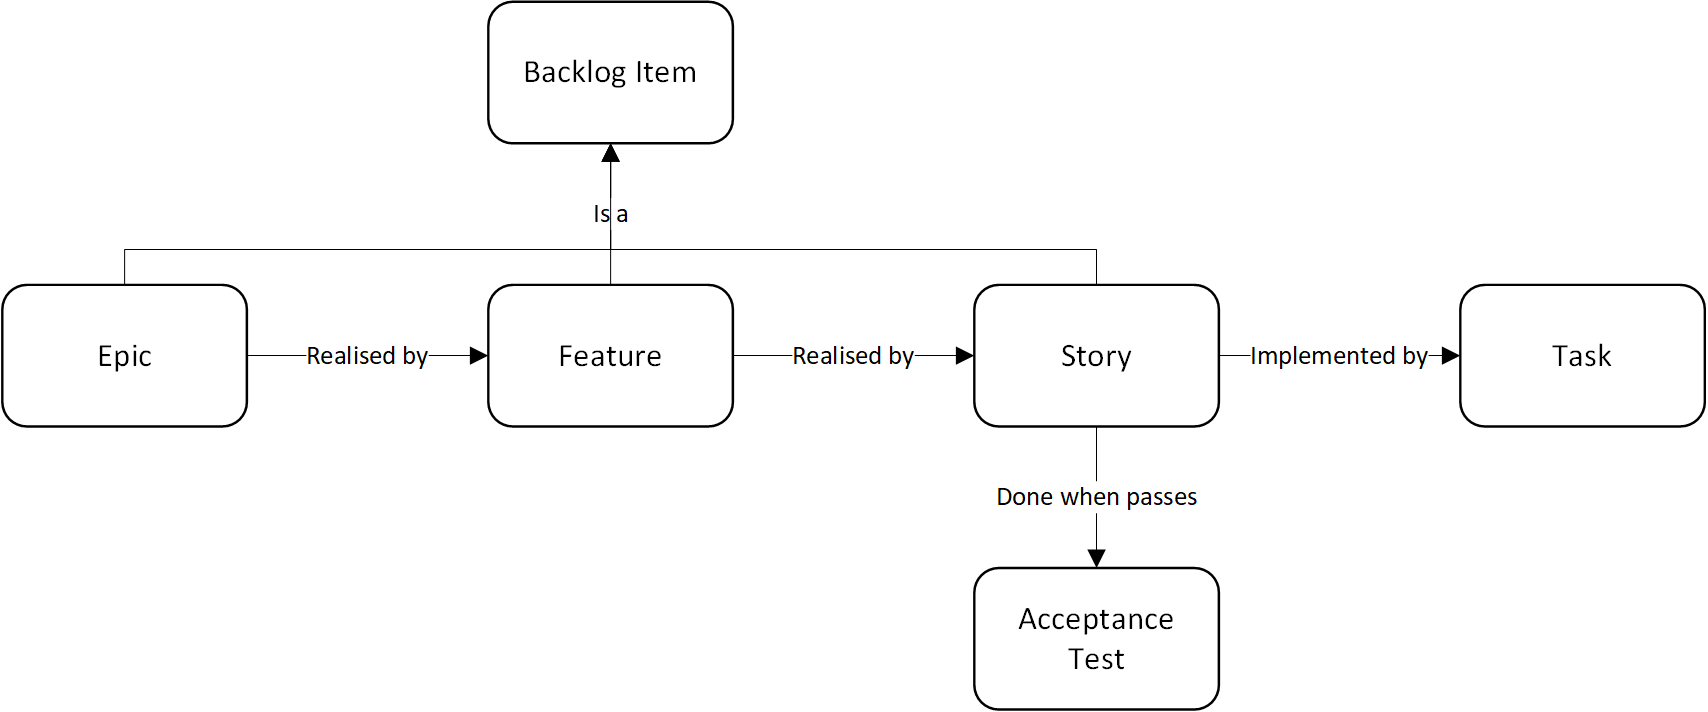 Backlog Item
Is a
Epic
Realised by
Feature
Realised by
Story
Implemented by
Task
Done when passes
Acceptance
Test